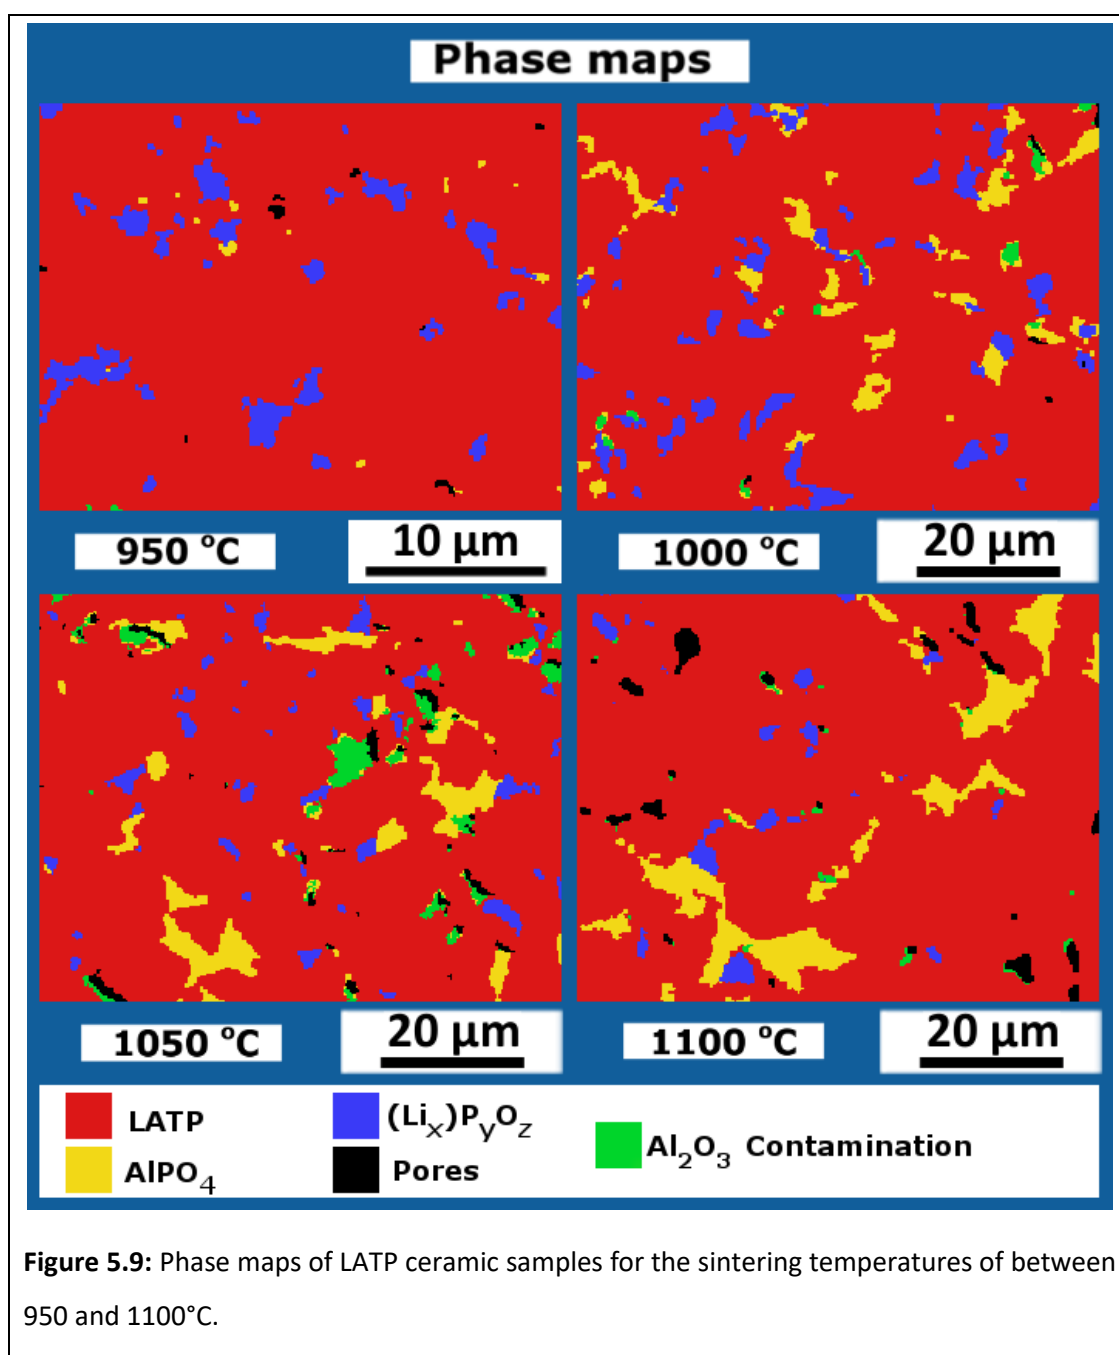 Phase maps
950 °C
10 μm
1000 °C
20 μm
1050 °C
20 μm
1100 °C
20 μm
LATP
(Liₓ)PyOz
Al₂O₃ Contamination
AlPO₄
Pores
Figure 5.9: Phase maps of LATP ceramic samples for the sintering temperatures of between
950 and 1100°C.